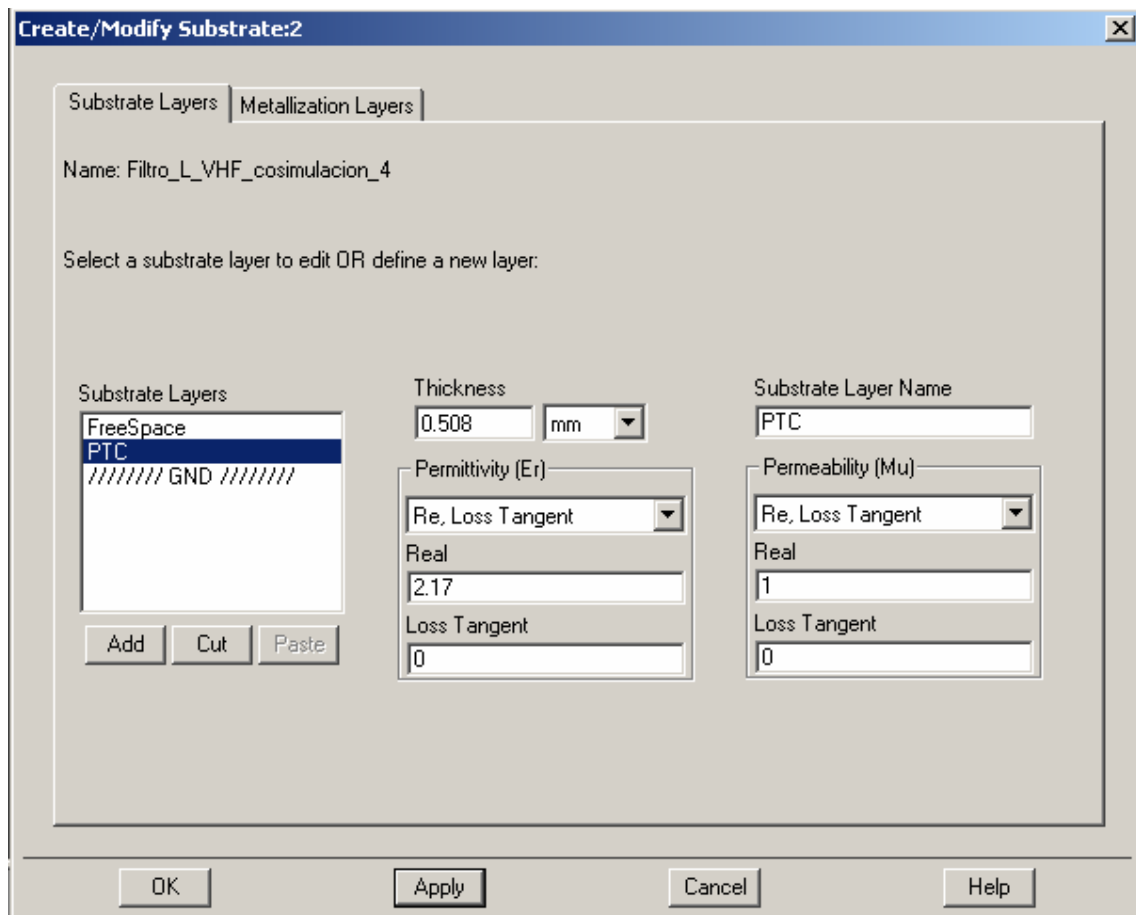 Create/Modify Substrate:2
Substrate Layers
Metallization Layers
Name: Filtro_L_VHF_cosimulacion_4
Select a substrate layer to edit OR define a new layer:
Substrate Layers
FreeSpace
PTC
//////// GND ////////
Add
Cut
Paste
Thickness
0.508
mm
Permittivity (Er)
Re, Loss Tangent
Real
2.17
Loss Tangent
0
Substrate Layer Name
PTC
Permeability (Mu)
Re, Loss Tangent
Real
1
Loss Tangent
0
OK
Apply
Cancel
Help